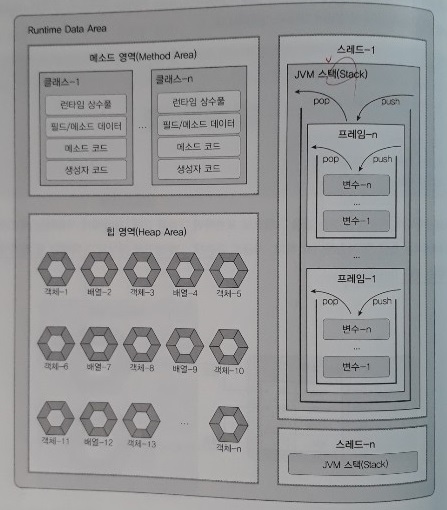 Runtime Data Area
메소드 영역(Method Area)
클래스-1
런타임 상수풀
필드/메소드 데이터
메소드 코드
생성자 코드
...
클래스-n
런타임 상수풀
필드/메소드 데이터
메소드 코드
생성자 코드
힙 영역(Heap Area)
객체-1 배열-2 객체-3 배열-4 객체-5
객체-6 배열-7 객체-8 배열-9 객체-10
객체-11 배열-12 객체-13 ... 객체-n
스레드-1
JVM 스택(Stack)
pop push
프레임-n
pop push
변수-n
...
변수-1
...
프레임-1
pop push
변수-n
...
변수-1
스레드-n
JVM 스택(Stack)